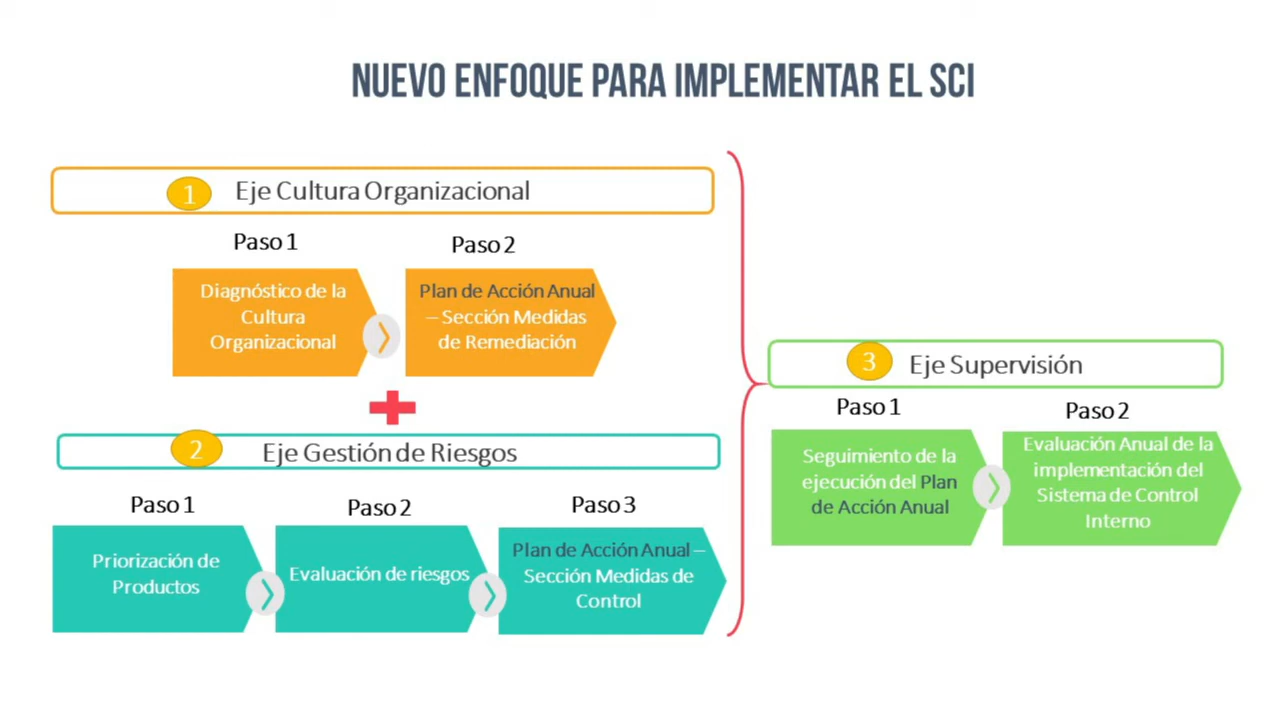 NUEVO ENFOQUE PARA IMPLEMENTAR EL SCI
1 Eje Cultura Organizacional
Paso 1
Diagnóstico de la
Cultura
Organizacional
Paso 2
Plan de Acción Anual
– Sección Medidas
de Remediación
2 Eje Gestión de Riesgos
Paso 1
Priorización de
Productos
Paso 2
Evaluación de riesgos
Paso 3
Plan de Acción Anual –
Sección Medidas de
Control
3 Eje Supervisión
Paso 1
Seguimiento de la
ejecución del Plan
de Acción Anual
Paso 2
Evaluación Anual de la
implementación del
Sistema de Control
Interno